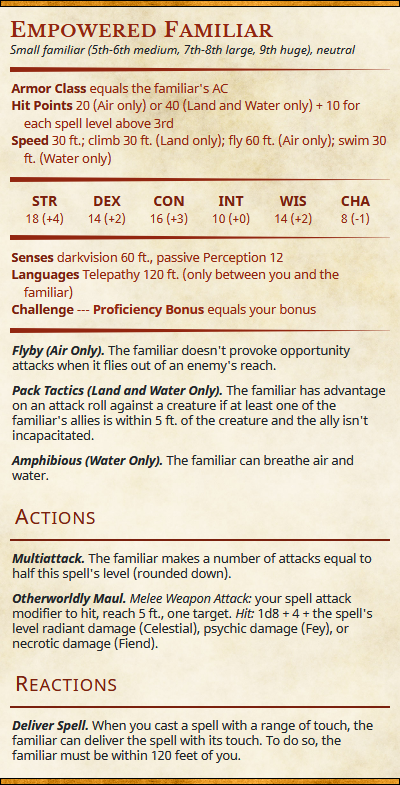 Empowered Familiar
Small familiar (5th-6th medium, 7th-8th large, 9th huge), neutral
Armor Class equals the familiar's AC
Hit Points 20 (Air only) or 40 (Land and Water only) + 10 for
each spell level above 3rd
Speed 30 ft.; climb 30 ft. (Land only); fly 60 ft. (Air only); swim 30
ft. (Water only)
STR DEX CON INT WIS CHA
18 (+4) 14 (+2) 16 (+3) 10 (+0) 14 (+2) 8 (-1)
Senses darkvision 60 ft., passive Perception 12
Languages Telepathy 120 ft. (only between you and the
familiar)
Challenge --- Proficiency Bonus equals your bonus
Flyby (Air Only). The familiar doesn't provoke opportunity
attacks when it flies out of an enemy's reach.
Pack Tactics (Land and Water Only). The familiar has advantage
on an attack roll against a creature if at least one of the
familiar's allies is within 5 ft. of the creature and the ally isn't
incapacitated.
Amphibious (Water Only). The familiar can breathe air and
water.
Actions
Multiattack. The familiar makes a number of attacks equal to
half this spell's level (rounded down).
Otherworldly Maul. Melee Weapon Attack: your spell attack
modifier to hit, reach 5 ft., one target. Hit: 1d8 + 4 + the spell's
level radiant damage (Celestial), psychic damage (Fey), or
necrotic damage (Fiend).
Reactions
Deliver Spell. When you cast a spell with a range of touch, the
familiar can deliver the spell with its touch. To do so, the
familiar must be within 120 feet of you.